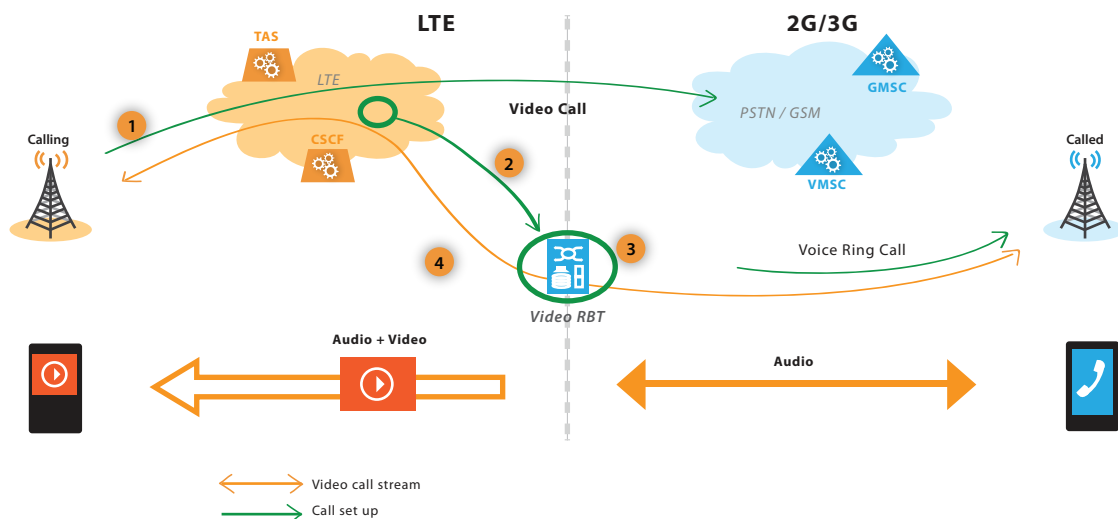 LTE
2G/3G
TAS
LTE
GMSC
Video Call
PSTN / GSM
1
Calling
CSCF
2
VMSC
Called
3
4
Voice Ring Call
Video RBT
Audio + Video
Audio
Video call stream
Call set up